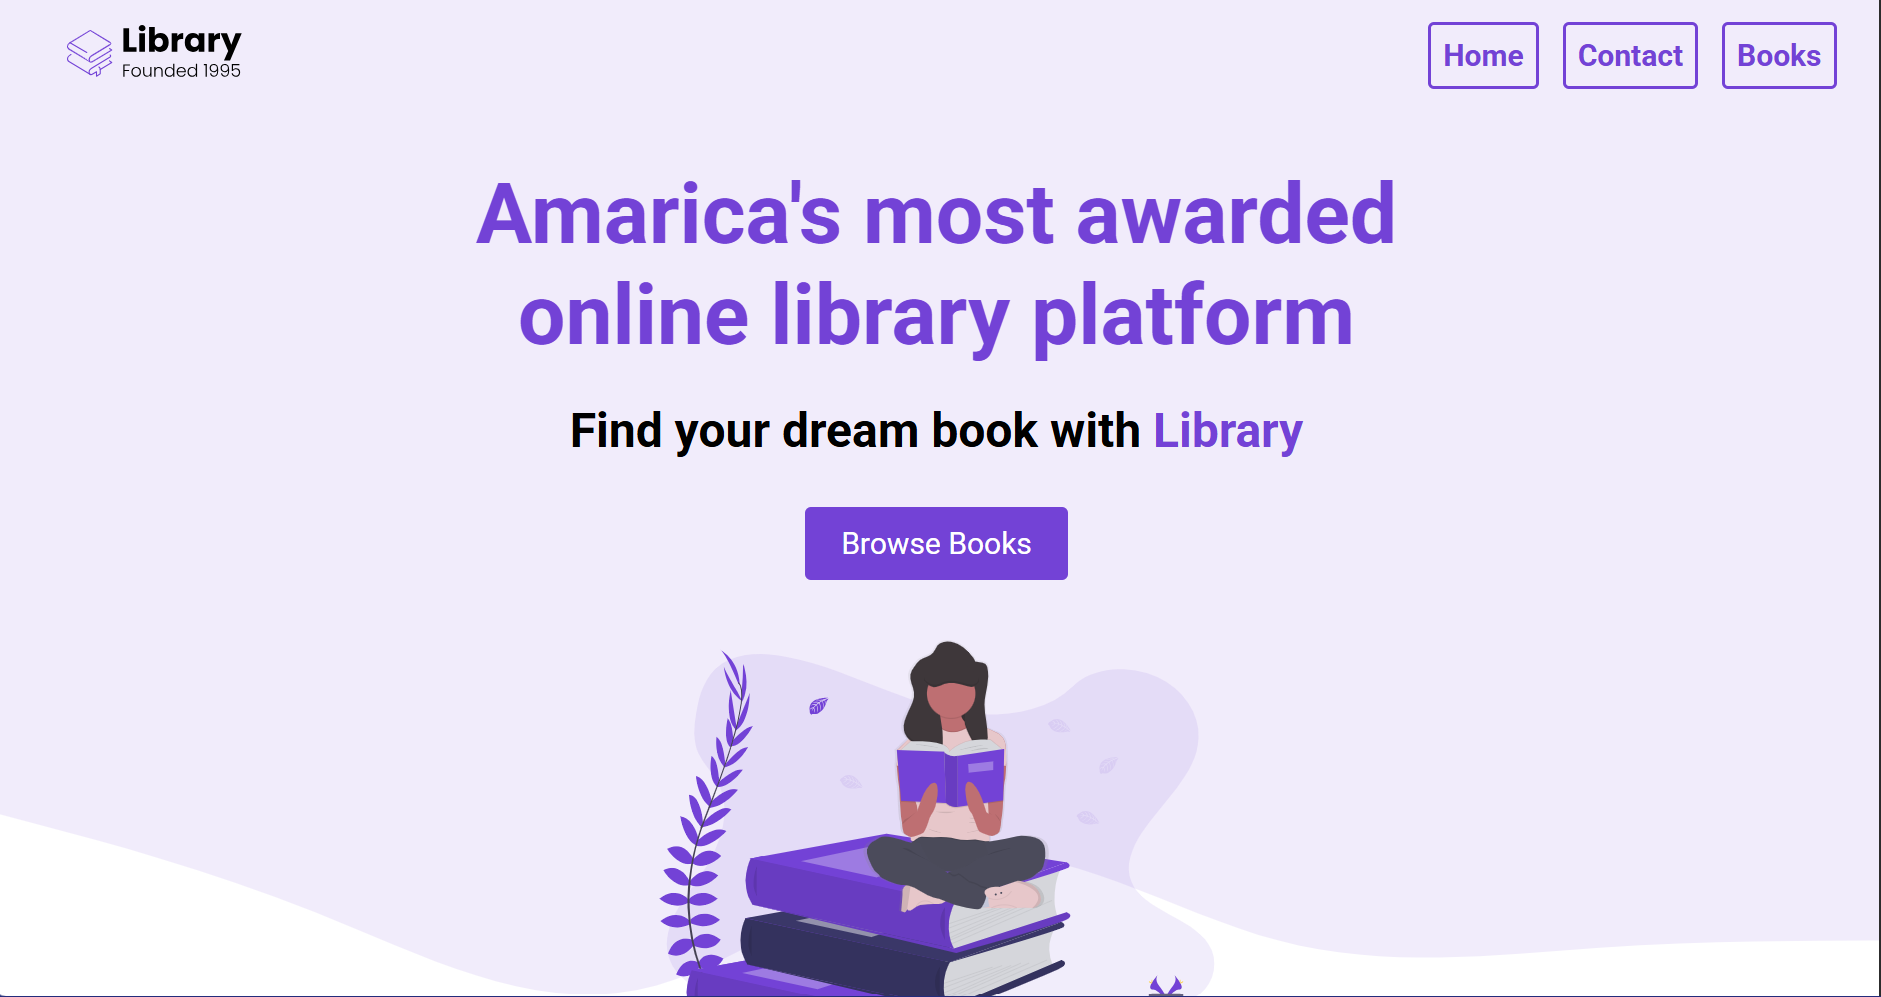 Library
Founded 1995
Home
Contact
Books
Amarica's most awarded
online library platform
Find your dream book with Library
Browse Books